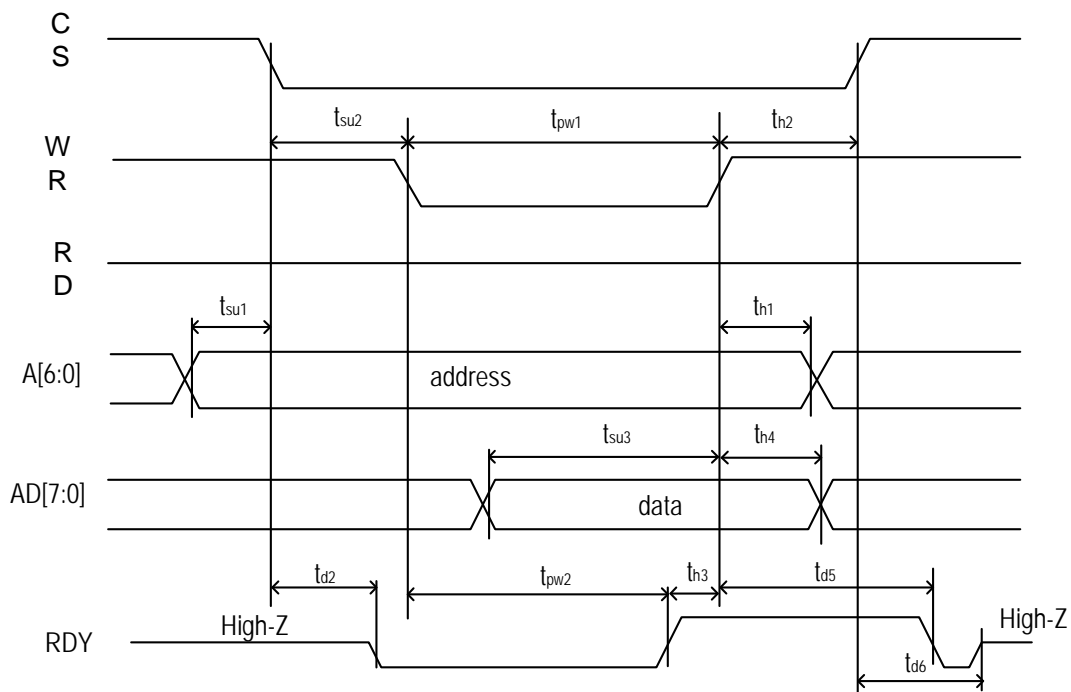 C
S
tsu2
tpw1
th2
W
R
R
D
tsu1
th1
A[6:0]
address
tsu3
th4
AD[7:0]
data
td2
tpw2
th3
td5
High-Z
High-Z
RDY
td6